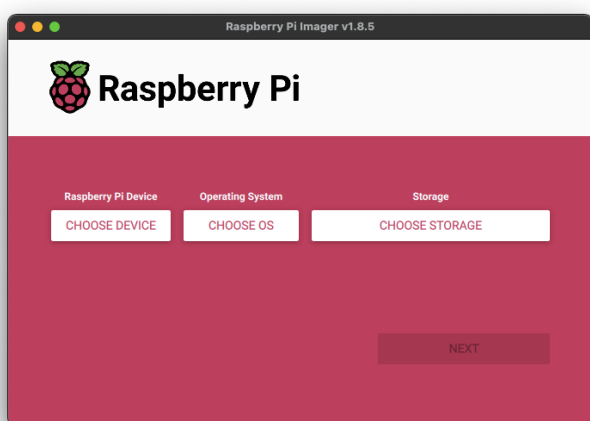 Raspberry Pi Imager v1.8.5
Raspberry Pi
Raspberry Pi Device
Operating System
Storage
CHOOSE DEVICE
CHOOSE OS
CHOOSE STORAGE
NEXT